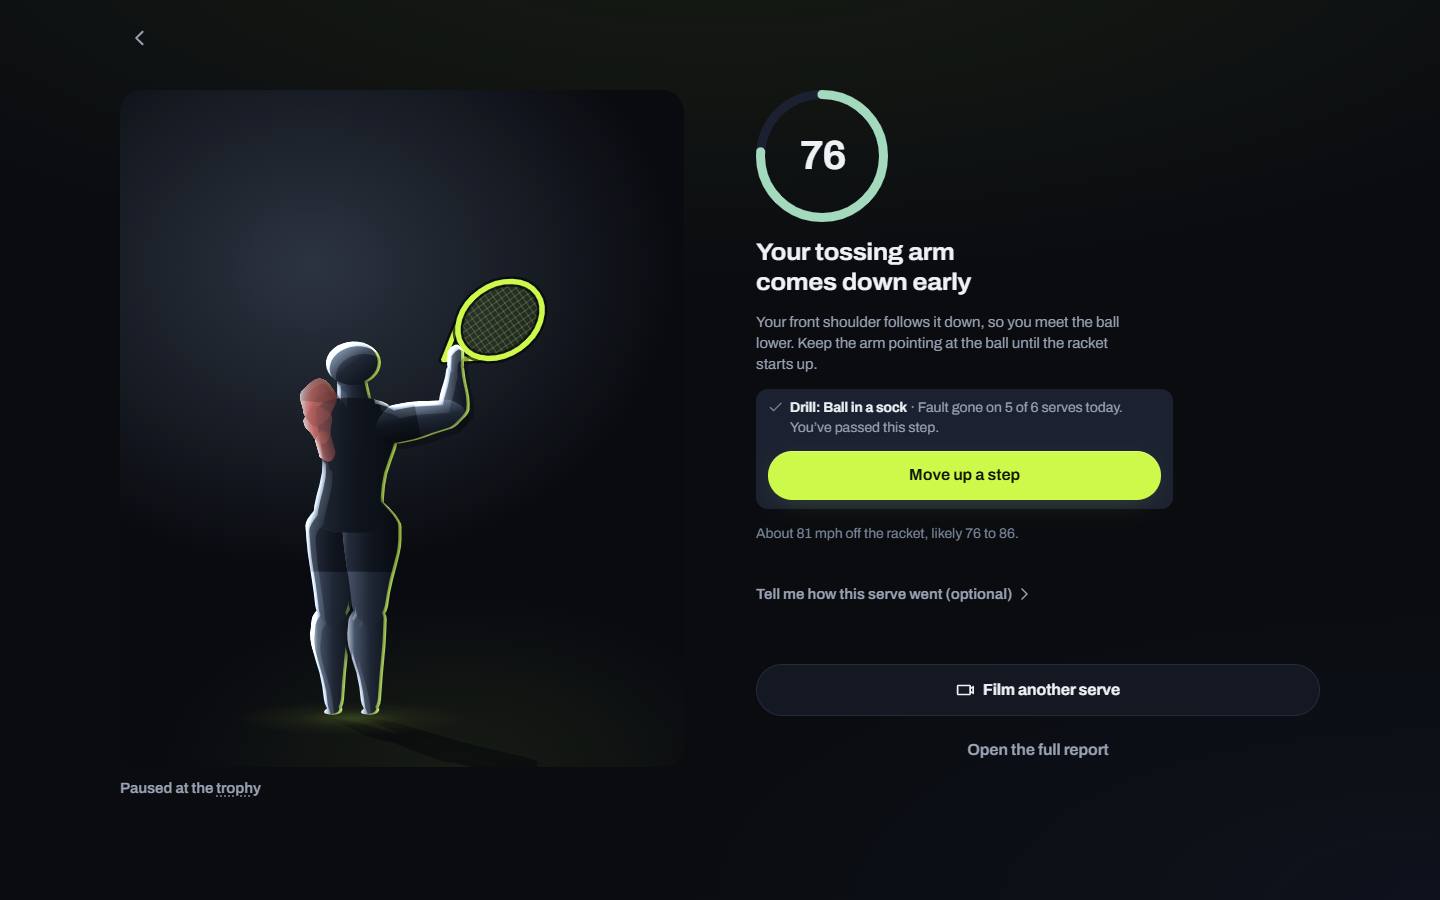 76
Your tossing arm
comes down early
Your front shoulder follows it down, so you meet the ball
lower. Keep the arm pointing at the ball until the racket
starts up.
Drill: Ball in a sock · Fault gone on 5 of 6 serves today.
You’ve passed this step.
Move up a step
About 81 mph off the racket, likely 76 to 86.
Tell me how this serve went (optional)
Film another serve
Open the full report
Paused at the trophy